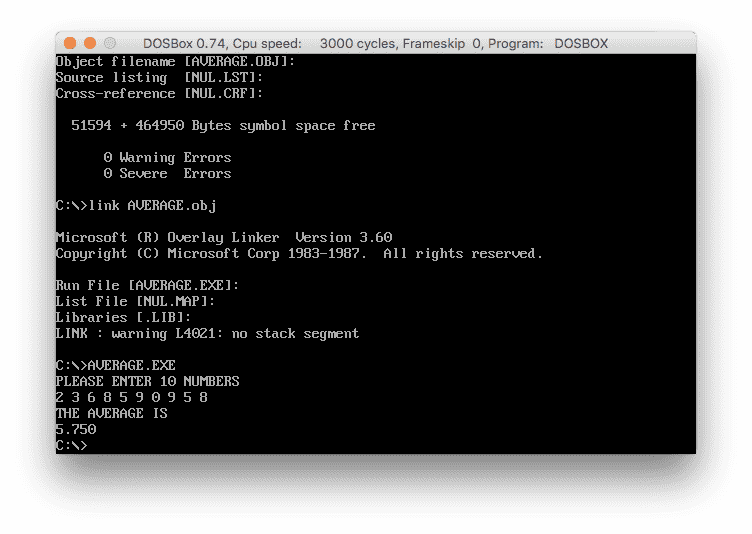 DOSBox 0.74, Cpu speed: 3000 cycles, Frameskip 0, Program: DOSBOX
Object filename [AVERAGE.OBJ]:
Source listing  [NUL.LST]:
Cross-reference [NUL.CRF]:
  51594 + 464950 Bytes symbol space free
      0 Warning Errors
      0 Severe  Errors
C:\>link AVERAGE.obj
Microsoft (R) Overlay Linker  Version 3.60
Copyright (C) Microsoft Corp 1983-1987.  All rights reserved.
Run File [AVERAGE.EXE]:
List File [NUL.MAP]:
Libraries [.LIB]:
LINK : warning L4021: no stack segment
C:\>AVERAGE.EXE
PLEASE ENTER 10 NUMBERS
2 3 6 8 5 9 0 9 5 8
THE AVERAGE IS
5.750
C:\>